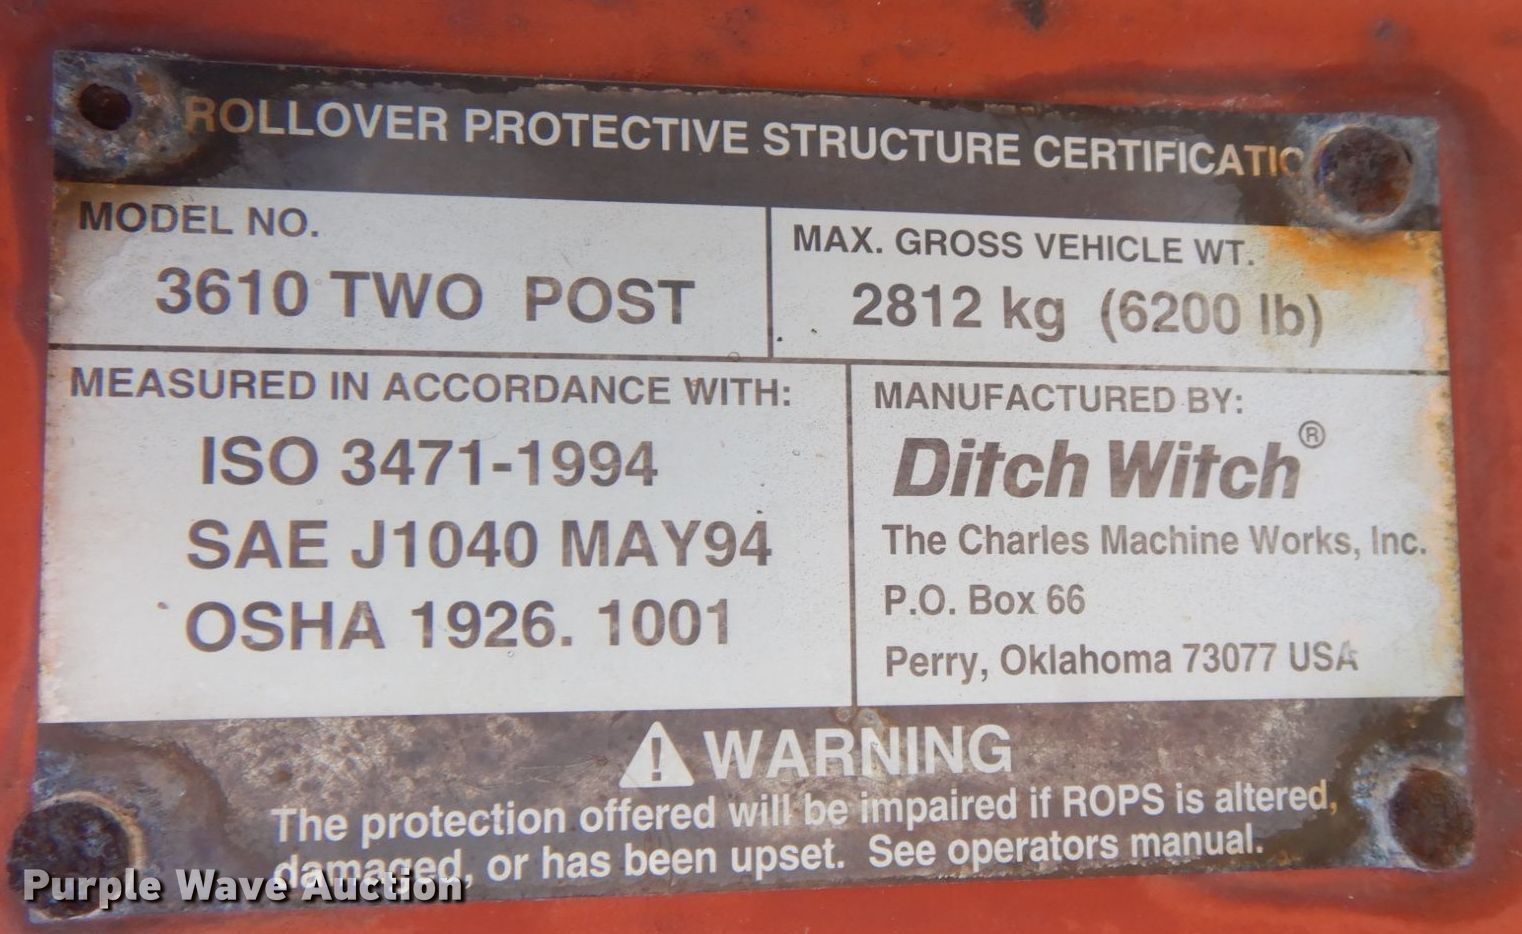 ROLLOVER PROTECTIVE STRUCTURE CERTIFICATIO
MODEL NO.
3610 TWO POST
MAX. GROSS VEHICLE WT.
2812 kg (6200 lb)
MEASURED IN ACCORDANCE WITH:
ISO 3471-1994
SAE J1040 MAY94
OSHA 1926. 1001
MANUFACTURED BY:
Ditch Witch®
The Charles Machine Works, Inc.
P.O. Box 66
Perry, Oklahoma 73077 USA
WARNING
The protection offered will be impaired if ROPS is altered,
damaged, or has been upset. See operators manual.
Purple Wave Auction